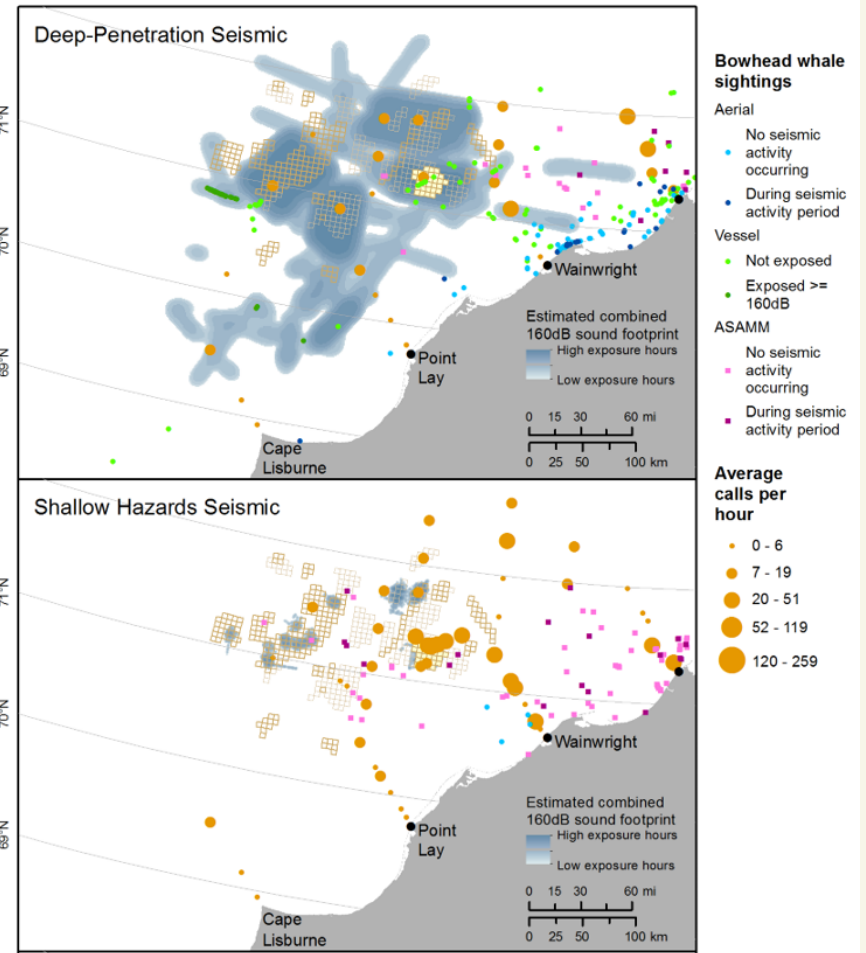 Deep-Penetration Seismic
71°N
70°N
69°N
Wainwright
Point
Lay
Cape
Lisburne
Estimated combined
160dB sound footprint
High exposure hours
Low exposure hours
0 15 30 60 mi
0 25 50 100 km
Shallow Hazards Seismic
71°N
70°N
69°N
Wainwright
Point
Lay
Cape
Lisburne
Estimated combined
160dB sound footprint
High exposure hours
Low exposure hours
0 15 30 60 mi
0 25 50 100 km
Bowhead whale
sightings
Aerial
No seismic
activity
occurring
During seismic
activity period
Vessel
Not exposed
Exposed >=
160dB
ASAMM
No seismic
activity
occurring
During seismic
activity period
Average
calls per
hour
0 - 6
7 - 19
20 - 51
52 - 119
120 - 259